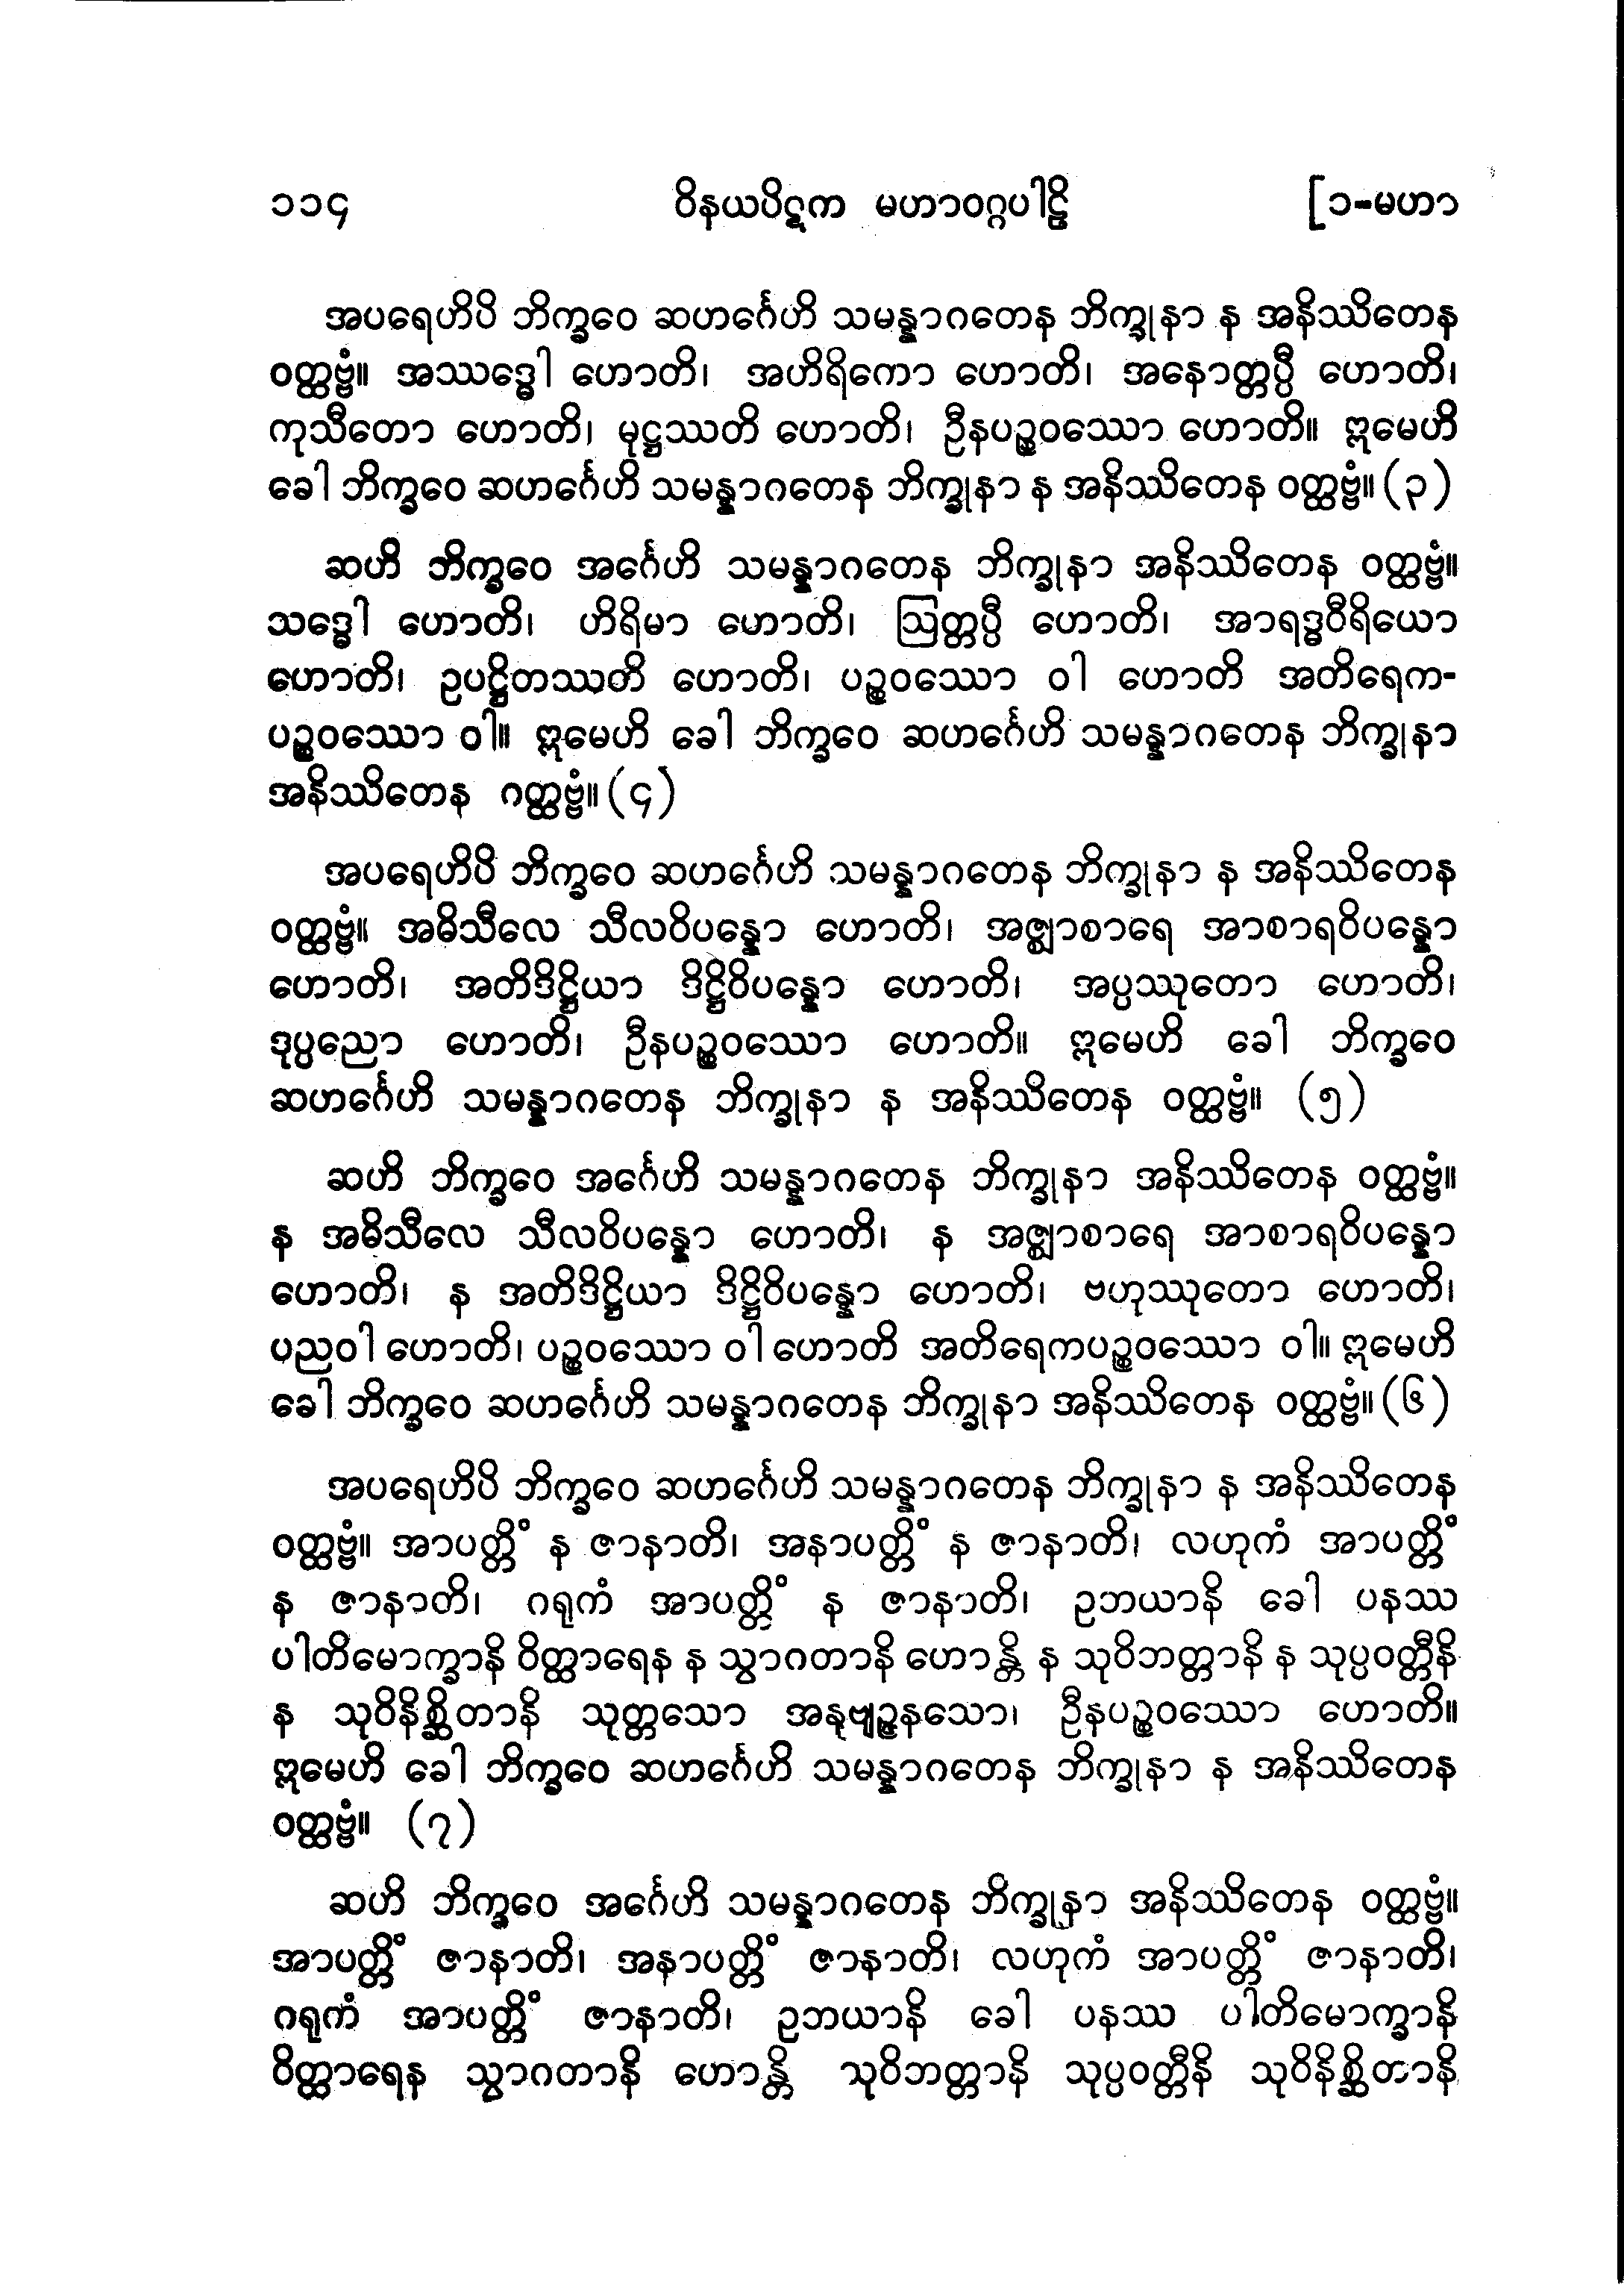 ၁၁၄ ဝိနယပိဋက မဟာဝဂ္ဂပါဠိ [၁-မဟာ
အပရေဟိပိ ဘိက္ခဝေ ဆဟင်္ဂေဟိ သမန္နာဂတေန ဘိက္ခုနာ န အနိဿိတေန
ဝတ္ထဗ္ဗံ။ အဿဒ္ဓေါ ဟောတိ၊ အဟိရိကော ဟောတိ၊ အနောတ္တပ္ပီ ဟောတိ၊
ကုသီတော ဟောတိ၊ မုဋ္ဌဿတိ ဟောတိ၊ ဦနပဉ္စဝဿော ဟောတိ။ ဣမေဟိ
ခေါ ဘိက္ခဝေ ဆဟင်္ဂေဟိ သမန္နာဂတေန ဘိက္ခုနာ န အနိဿိတေန ဝတ္ထဗ္ဗံ။ (၃)
ဆဟိ ဘိက္ခဝေ အင်္ဂေဟိ သမန္နာဂတေန ဘိက္ခုနာ အနိဿိတေန ဝတ္ထဗ္ဗံ။
သဒ္ဓေါ ဟောတိ၊ ဟိရိမာ ဟောတိ၊ ဩတ္တပ္ပီ ဟောတိ၊ အာရဒ္ဓဝီရိယော
ဟောတိ၊ ဥပဋ္ဌိတဿတိ ဟောတိ၊ ပဉ္စဝဿော ဝါ ဟောတိ အတိရေက-
ပဉ္စဝဿော ဝါ။ ဣမေဟိ ခေါ ဘိက္ခဝေ ဆဟင်္ဂေဟိ သမန္နာဂတေန ဘိက္ခုနာ
အနိဿိတေန ဂတ္ထဗ္ဗံ။ (၄)
အပရေဟိပိ ဘိက္ခဝေ ဆဟင်္ဂေဟိ သမန္နာဂတေန ဘိက္ခုနာ န အနိဿိတေန
ဝတ္ထဗ္ဗံ။ အဓိသီလေ သီလဝိပန္နော ဟောတိ၊ အဇ္ဈာစာရေ အာစာရဝိပန္နော
ဟောတိ၊ အတိဒိဋ္ဌိယာ ဒိဋ္ဌိဝိပန္နော ဟောတိ၊ အပ္ပဿုတော ဟောတိ၊
ဒုပ္ပညော ဟောတိ၊ ဦနပဉ္စဝဿော ဟောတိ။ ဣမေဟိ ခေါ ဘိက္ခဝေ
ဆဟင်္ဂေဟိ သမန္နာဂတေန ဘိက္ခုနာ န အနိဿိတေန ဝတ္ထဗ္ဗံ။ (၅)
ဆဟိ ဘိက္ခဝေ အင်္ဂေဟိ သမန္နာဂတေန ဘိက္ခုနာ အနိဿိတေန ဝတ္ထဗ္ဗံ။
န အဓိသီလေ သီလဝိပန္နော ဟောတိ၊ န အဇ္ဈာစာရေ အာစာရဝိပန္နော
ဟောတိ၊ န အတိဒိဋ္ဌိယာ ဒိဋ္ဌိဝိပန္နော ဟောတိ၊ ဗဟုဿုတော ဟောတိ၊
ပညဝါ ဟောတိ၊ ပဉ္စဝဿော ဝါ ဟောတိ အတိရေကပဉ္စဝဿော ဝါ။ ဣမေဟိ
ခေါ ဘိက္ခဝေ ဆဟင်္ဂေဟိ သမန္နာဂတေန ဘိက္ခုနာ အနိဿိတေန ဝတ္ထဗ္ဗံ။ (၆)
အပရေဟိပိ ဘိက္ခဝေ ဆဟင်္ဂေဟိ သမန္နာဂတေန ဘိက္ခုနာ န အနိဿိတေန
ဝတ္ထဗ္ဗံ။ အာပတ္တိံ န ဇာနာတိ၊ အနာပတ္တိံ န ဇာနာတိ၊ လဟုကံ အာပတ္တိံ
န ဇာနာတိ၊ ဂရုကံ အာပတ္တိံ န ဇာနာတိ၊ ဥဘယာနိ ခေါ ပနဿ
ပါတိမောက္ခာနိ ဝိတ္ထာရေန န သွာဂတာနိ ဟောန္တိ န သုဝိဘတ္တာနိ န သုပ္ပဝတ္တီနိ
န သုဝိနိစ္ဆိတာနိ သုတ္တသော အနုဗျဉ္ဇနသော၊ ဦနပဉ္စဝဿော ဟောတိ။
ဣမေဟိ ခေါ ဘိက္ခဝေ ဆဟင်္ဂေဟိ သမန္နာဂတေန ဘိက္ခုနာ န အနိဿိတေန
ဝတ္ထဗ္ဗံ။ (၇)
ဆဟိ ဘိက္ခဝေ အင်္ဂေဟိ သမန္နာဂတေန ဘိက္ခုနာ အနိဿိတေန ဝတ္ထဗ္ဗံ။
အာပတ္တိံ ဇာနာတိ၊ အနာပတ္တိံ ဇာနာတိ၊ လဟုကံ အာပတ္တိံ ဇာနာတိ၊
ဂရုကံ အာပတ္တိံ ဇာနာတိ၊ ဥဘယာနိ ခေါ ပနဿ ပါတိမောက္ခာနိ
ဝိတ္ထာရေန သွာဂတာနိ ဟောန္တိ သုဝိဘတ္တာနိ သုပ္ပဝတ္တီနိ သုဝိနိစ္ဆိတာနိ